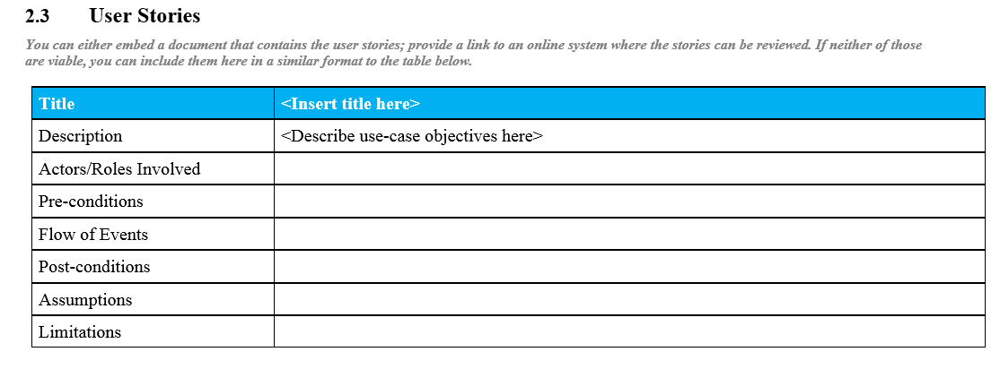 2.3 User Stories
You can either embed a document that contains the user stories; provide a link to an online system where the stories can be reviewed. If neither of those
are viable, you can include them here in a similar format to the table below.
Title <Insert title here>
Description <Describe use-case objectives here>
Actors/Roles Involved
Pre-conditions
Flow of Events
Post-conditions
Assumptions
Limitations